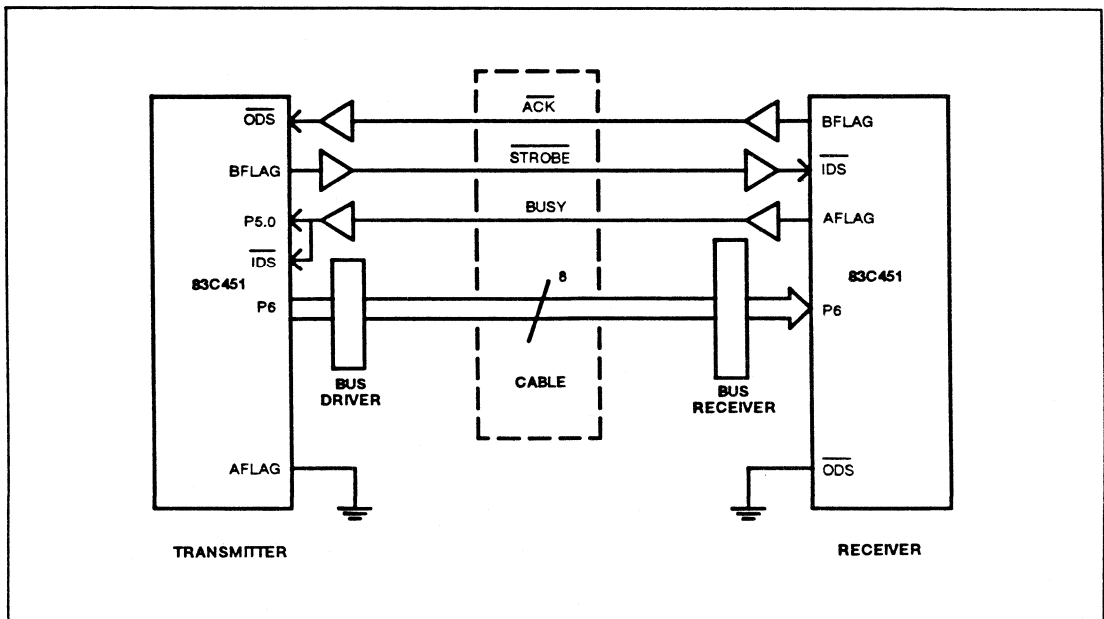 ODS
ACK
BFLAG
BFLAG
STROBE
IDS
P5.0
BUSY
AFLAG
IDS
83C451
8
83C451
P6
P6
BUS
DRIVER
CABLE
BUS
RECEIVER
AFLAG
ODS
TRANSMITTER
RECEIVER